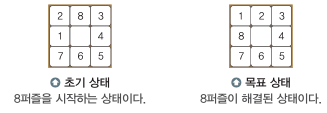 2 8 3 1 2 3
1 4 8 4
7 6 5 7 6 5
초기 상태 목표 상태
8퍼즐을 시작하는 상태이다. 8퍼즐이 해결된 상태이다.